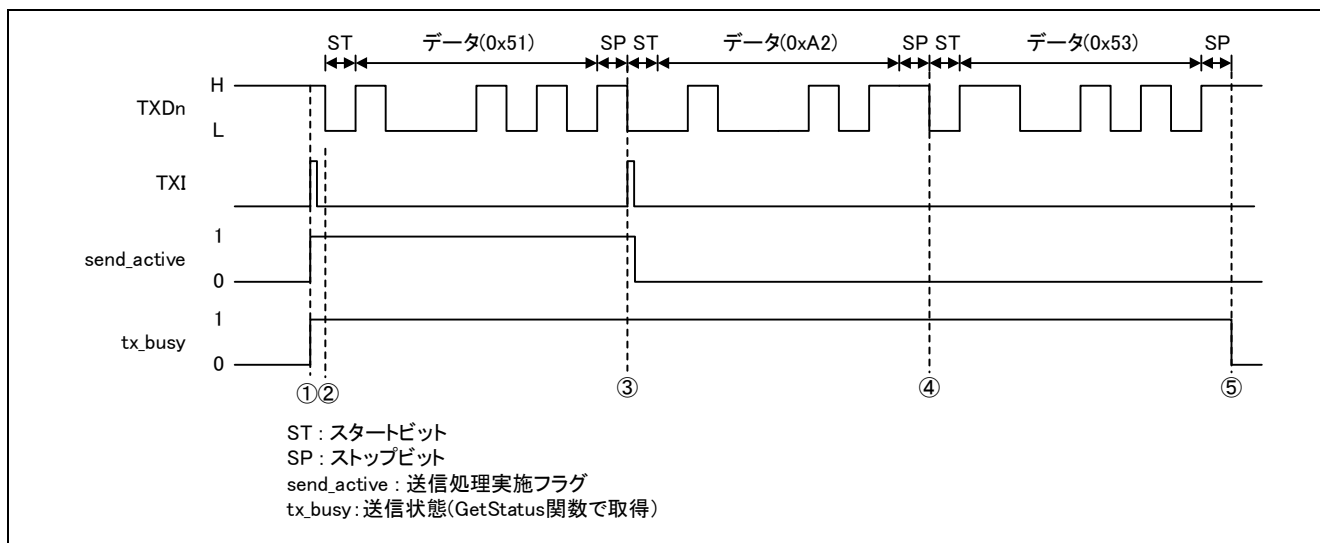 ST データ(0x51) SP ST データ(0xA2) SP ST データ(0x53) SP
H
TXDn
L
TXI
1
send_active
0
1
tx_busy
0
①② ③ ④ ⑤
ST : スタートビット
SP : ストップビット
send_active : 送信処理実施フラグ
tx_busy : 送信状態(GetStatus関数で取得)